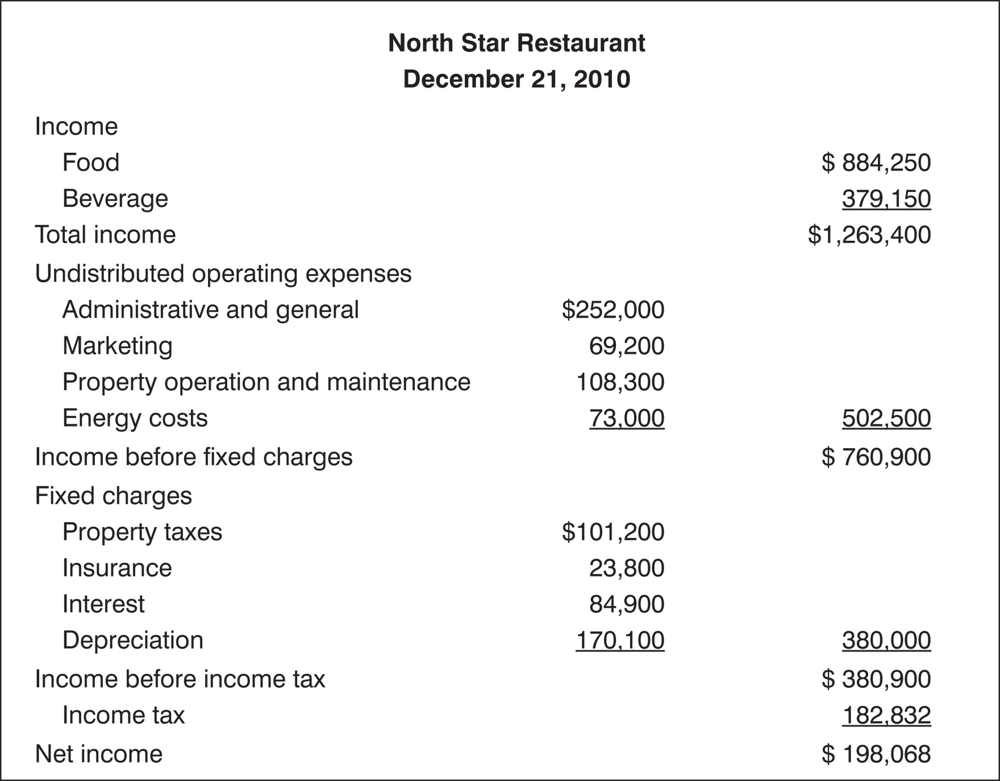 North Star Restaurant
December 21, 2010
Income
Food $ 884,250
Beverage 379,150
Total income $1,263,400
Undistributed operating expenses
Administrative and general $252,000
Marketing 69,200
Property operation and maintenance 108,300
Energy costs 73,000 502,500
Income before fixed charges $ 760,900
Fixed charges
Property taxes $101,200
Insurance 23,800
Interest 84,900
Depreciation 170,100 380,000
Income before income tax $ 380,900
Income tax 182,832
Net income $ 198,068